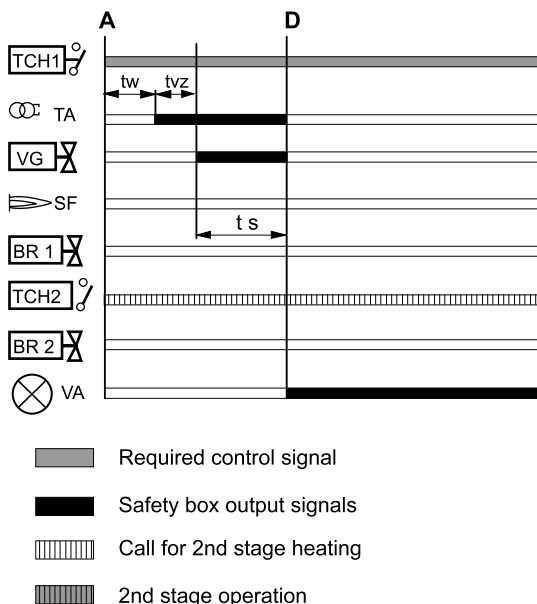 A D
TCH1
tw tvz
TA
VG
SF
t s
BR 1
TCH2
BR 2
VA
Required control signal
Safety box output signals
Call for 2nd stage heating
2nd stage operation